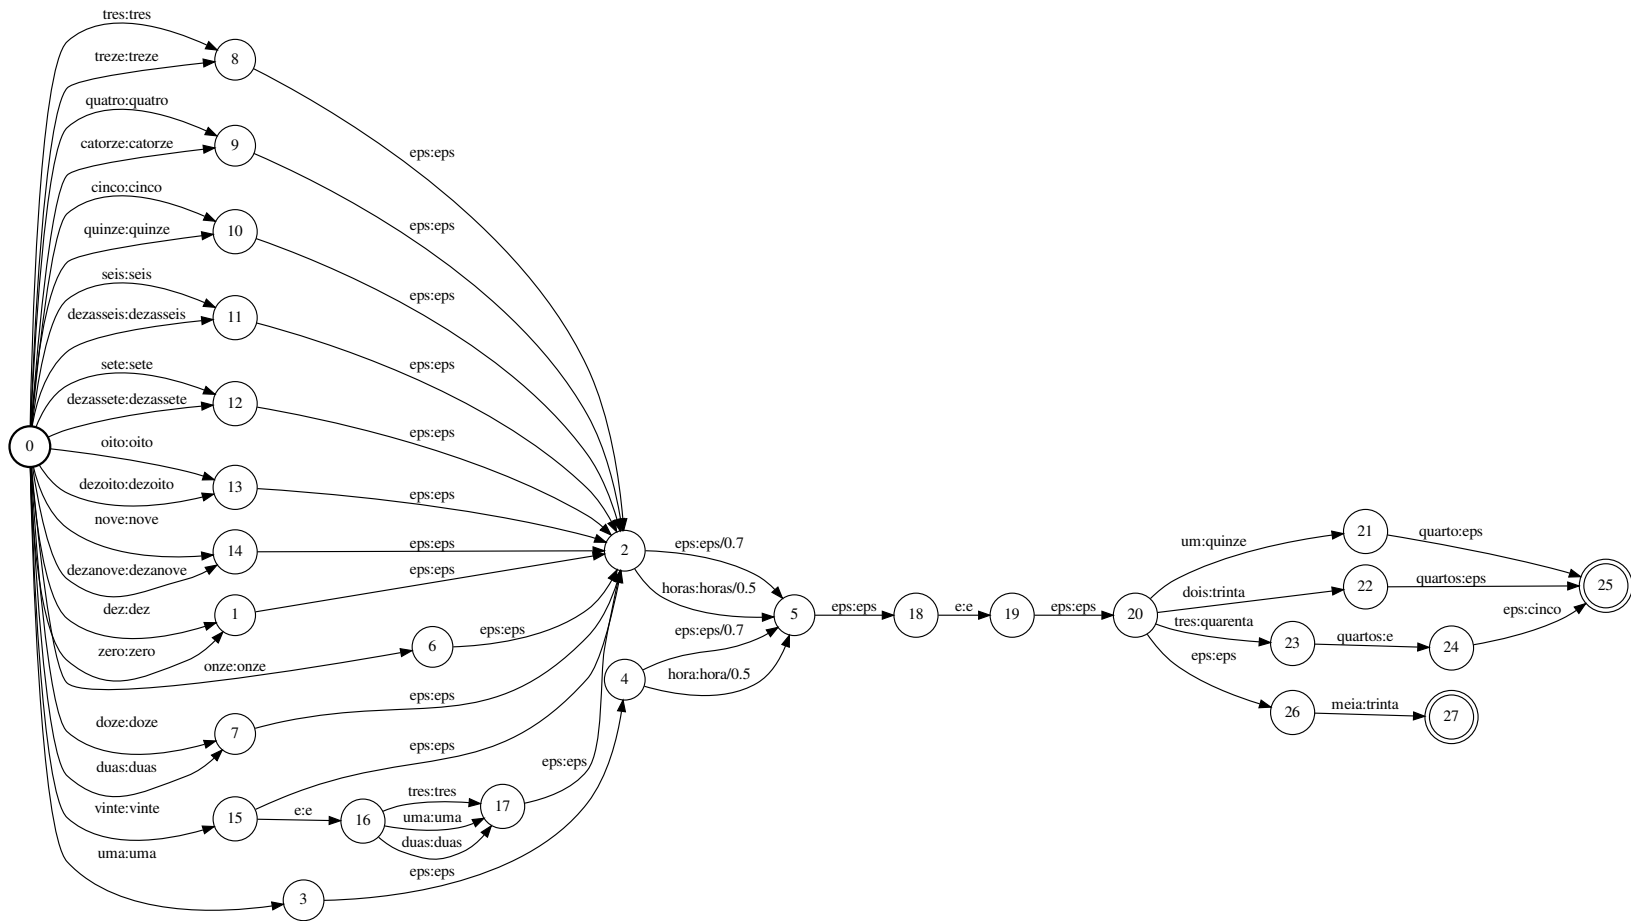 tres:tres
treze:treze
8
quatro:quatro
catorze:catorze
9
eps:eps
cinco:cinco
quinze:quinze
10
eps:eps
seis:seis
dezasseis:dezasseis
11
eps:eps
sete:sete
dezassete:dezassete
12
eps:eps
0
oito:oito
dezoito:dezoito
13
eps:eps
nove:nove
dezanove:dezanove
14
eps:eps
dez:dez
zero:zero
1
eps:eps
onze:onze
6
eps:eps
doze:doze
duas:duas
7
eps:eps
vinte:vinte
15
eps:eps
e:e
16
tres:tres
uma:uma
duas:duas
17
eps:eps
uma:uma
3
eps:eps
eps:eps
2
eps:eps/0.7
horas:horas/0.5
4
eps:eps/0.7
hora:hora/0.5
5
eps:eps
18
e:e
19
eps:eps
20
um:quinze
21
quarto:eps
dois:trinta
22
quartos:eps
25
tres:quarenta
23
quartos:e
24
eps:cinco
eps:eps
26
meia:trinta
27